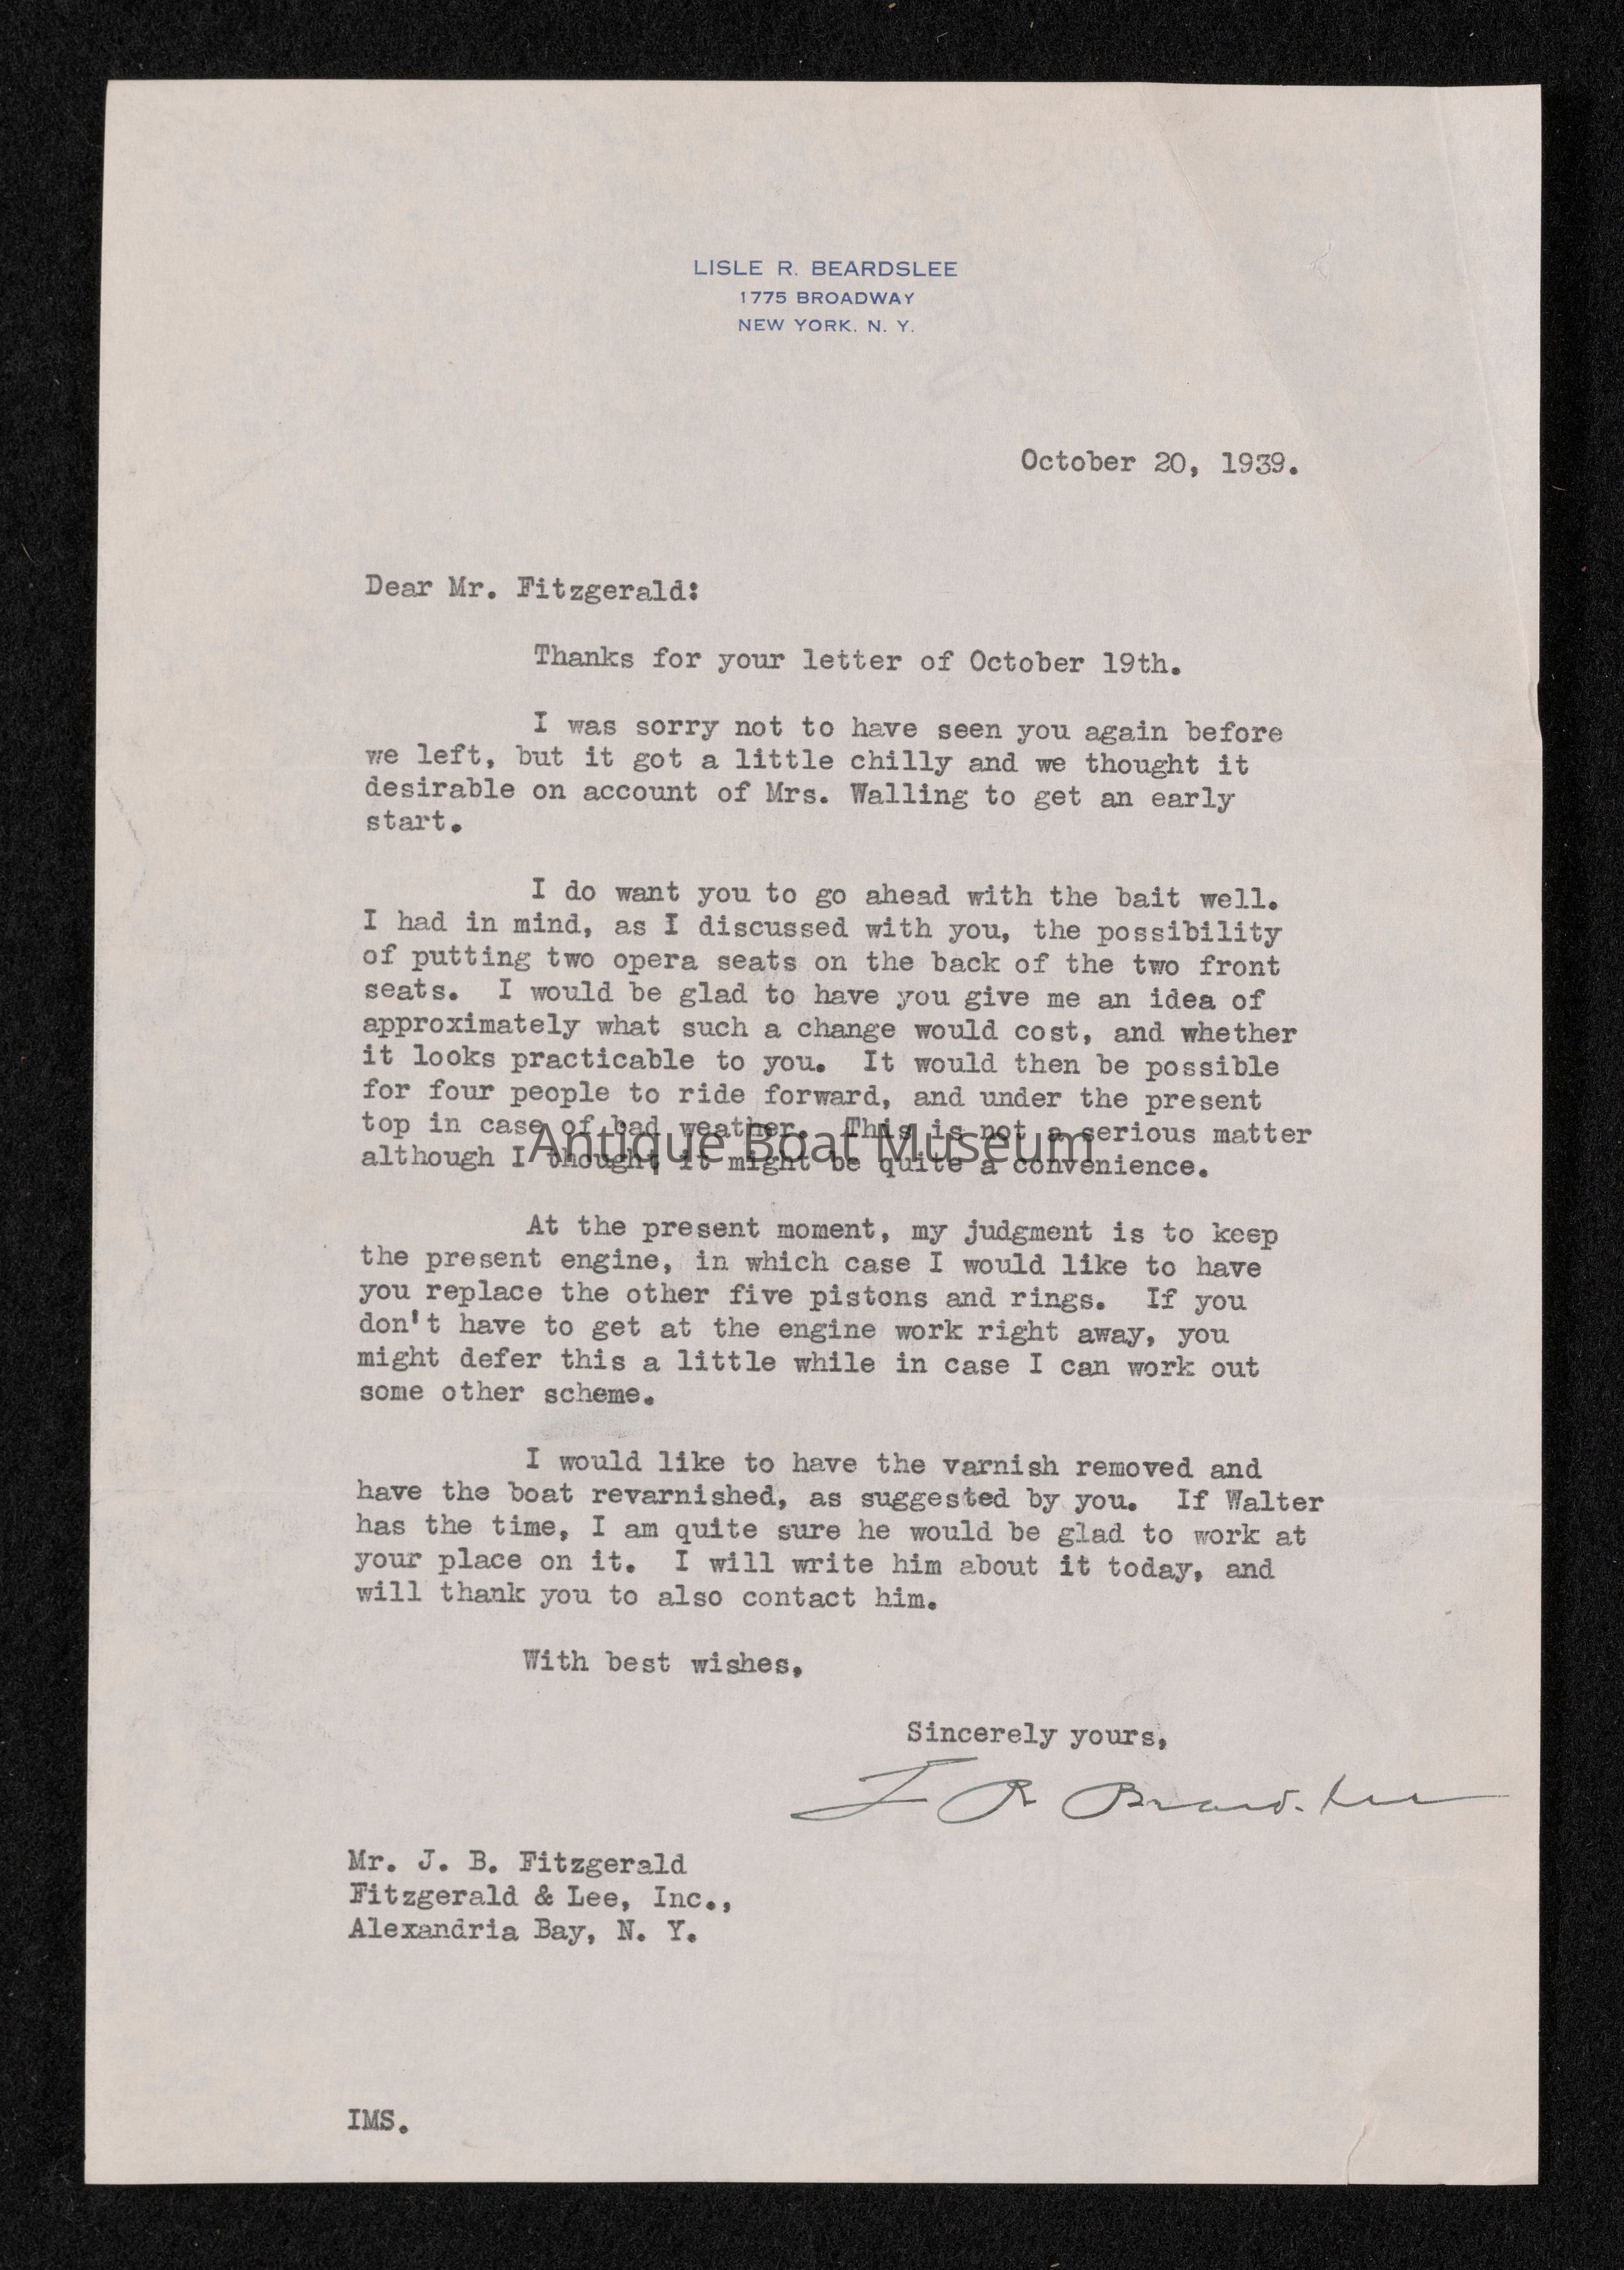 LISLE R. BEARDSLEE
1775 BROADWAY
NEW YORK. N. Y.
October 20, 1939.
Dear Mr. Fitzgerald:
Thanks for your letter of October 19th.
I was sorry not to have seen you again before
we left, but it got a little chilly and we thought it
desirable on account of Mrs. Walling to get an early
start.
I do want you to go ahead with the bait well.
I had in mind, as I discussed with you, the possibility
of putting two opera seats on the back of the two front
seats. I would be glad to have you give me an idea of
approximately what such a change would cost, and whether
it looks practicable to you. It would then be possible
for four people to ride forward, and under the present
top in case of bad weather. This is not a serious matter
Antique Boat Museum
although I thought it might be quite a convenience.
At the present moment, my judgment is to keep
the present engine, in which case I would like to have
you replace the other five pistons and rings. If you
don't have to get at the engine work right away, you
might defer this a little while in case I can work out
some other scheme.
I would like to have the varnish removed and
have the boat revarnished, as suggested by you. If Walter
has the time, I am quite sure he would be glad to work at
your place on it. I will write him about it today, and
will thank you to also contact him.
With best wishes,
Sincerely yours,
L R Beardslee
Mr. J. B. Fitzgerald
Fitzgerald & Lee, Inc.,
Alexandria Bay, N. Y.
IMS.